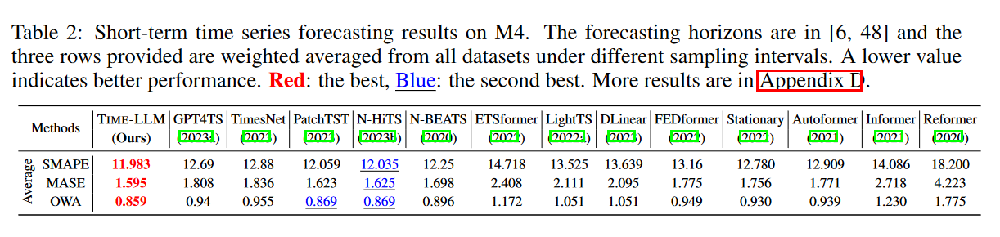 Table 2: Short-term time series forecasting results on M4. The forecasting horizons are in [6, 48] and the
three rows provided are weighted averaged from all datasets under different sampling intervals. A lower value
indicates better performance. Red: the best, Blue: the second best. More results are in Appendix D.
Methods TIME-LLM GPT4TS TimesNet PatchTST N-HiTS N-BEATS ETSformer LightTS DLinear FEDformer Stationary Autoformer Informer Reformer
(Ours) (2023a) (2023) (2023) (2023b) (2020) (2022) (2022a) (2023) (2022) (2022) (2021) (2021) (2020)
Average
SMAPE 11.983 12.69 12.88 12.059 12.035 12.25 14.718 13.525 13.639 13.16 12.780 12.909 14.086 18.200
MASE 1.595 1.808 1.836 1.623 1.625 1.698 2.408 2.111 2.095 1.775 1.756 1.771 2.718 4.223
OWA 0.859 0.94 0.955 0.869 0.869 0.896 1.172 1.051 1.051 0.949 0.930 0.939 1.230 1.775